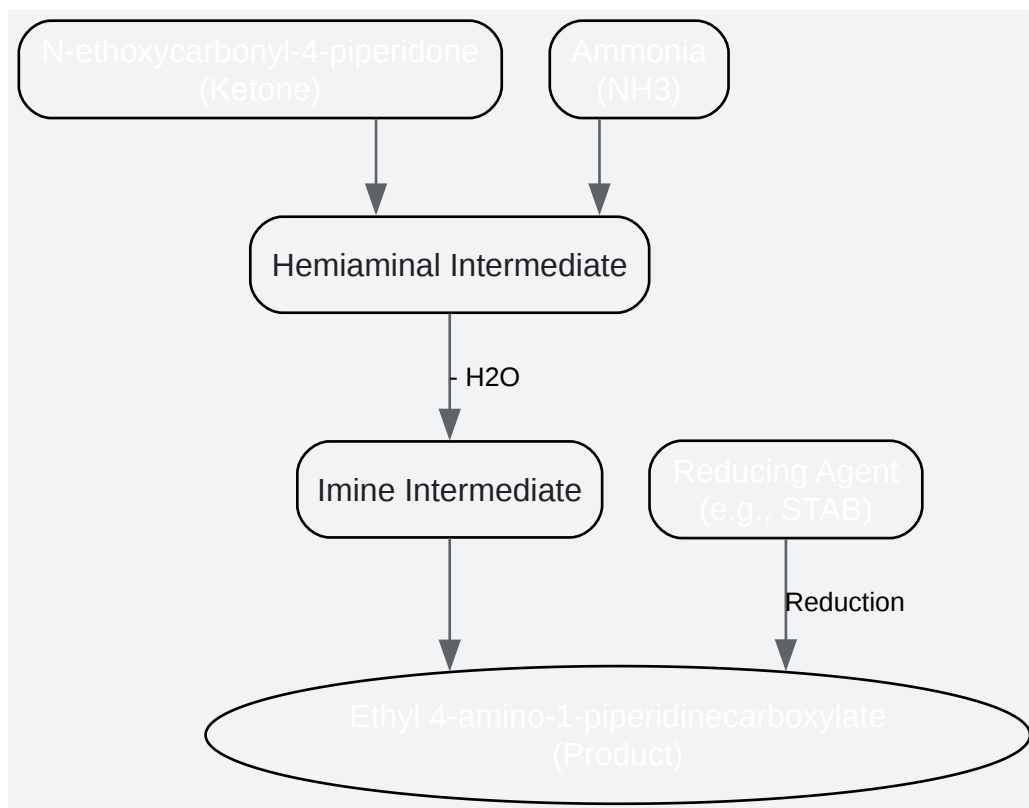 N-ethoxycarbonyl-4-piperidone
(Ketone)
Ammonia
(NH3)
Hemiaminal Intermediate
- H2O
Imine Intermediate
Reducing Agent
(e.g., STAB)
Reduction
Ethyl 4-amino-1-piperidinecarboxylate
(Product)